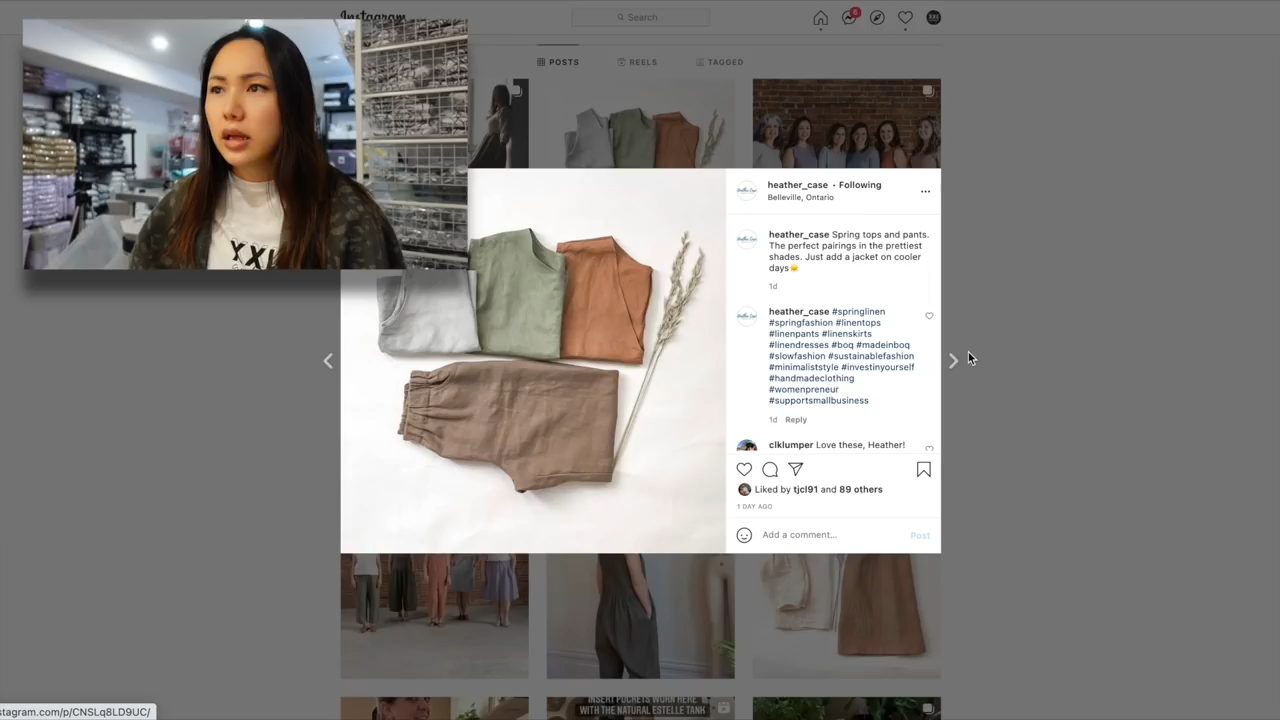 Instagram
Search
6
XXL
POSTS
REELS
TAGGED
heather_case • Following
Belleville, Ontario
...
heather_case Spring tops and pants.
The perfect pairings in the prettiest
shades. Just add a jacket on cooler
days
1d
heather_case #springlinen
#springfashion #linentops
#linenpants #linenskirts
#linendresses #boq #madeinboq
#slowfashion #sustainablefashion
#minimaliststyle #investinyourself
#handmadeclothing
#womenpreneur
#supportsmallbusiness
1d Reply
clklumper Love these, Heather!
Liked by tjcl91 and 89 others
1 DAY AGO
Add a comment...
Post
XXL
INSERT POCKETS WORN HERE
WITH THE NATURAL ESTELLE TANK
stagram.com/p/CNSLq8LD9UC/